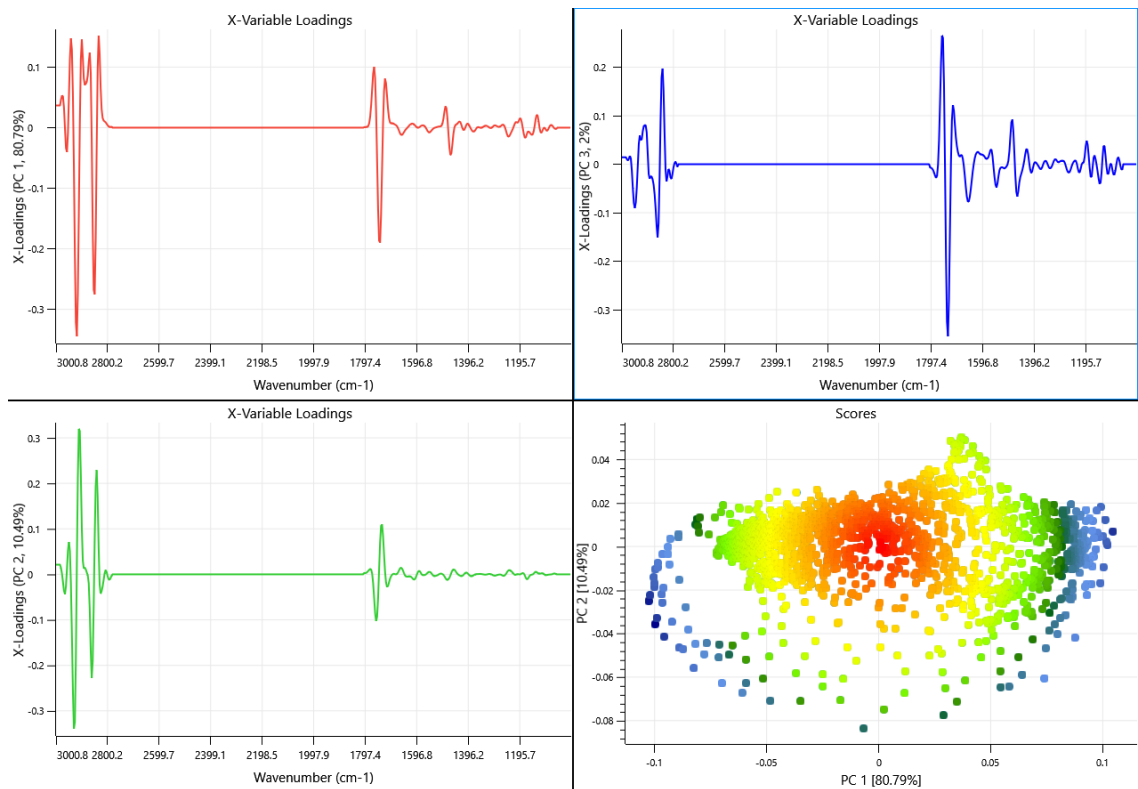 X-Variable Loadings
X-Loadings (PC 1, 80.79%)
0.1
0
-0.1
-0.2
-0.3
3000.8 2800.2 2599.7 2399.1 2198.5 1997.9 1797.4 1596.8 1396.2 1195.7
Wavenumber (cm-1)
X-Variable Loadings
X-Loadings (PC 3, 2%)
0.2
0.1
0
-0.1
-0.2
-0.3
3000.8 2800.2 2599.7 2399.1 2198.5 1997.9 1797.4 1596.8 1396.2 1195.7
Wavenumber (cm-1)
X-Variable Loadings
X-Loadings (PC 2, 10.49%)
0.3
0.2
0.1
0
-0.1
-0.2
-0.3
3000.8 2800.2 2599.7 2399.1 2198.5 1997.9 1797.4 1596.8 1396.2 1195.7
Wavenumber (cm-1)
Scores
PC 2 [10.49%]
0.04
0.02
0
-0.02
-0.04
-0.06
-0.08
-0.1 -0.05 0 0.05 0.1
PC 1 [80.79%]